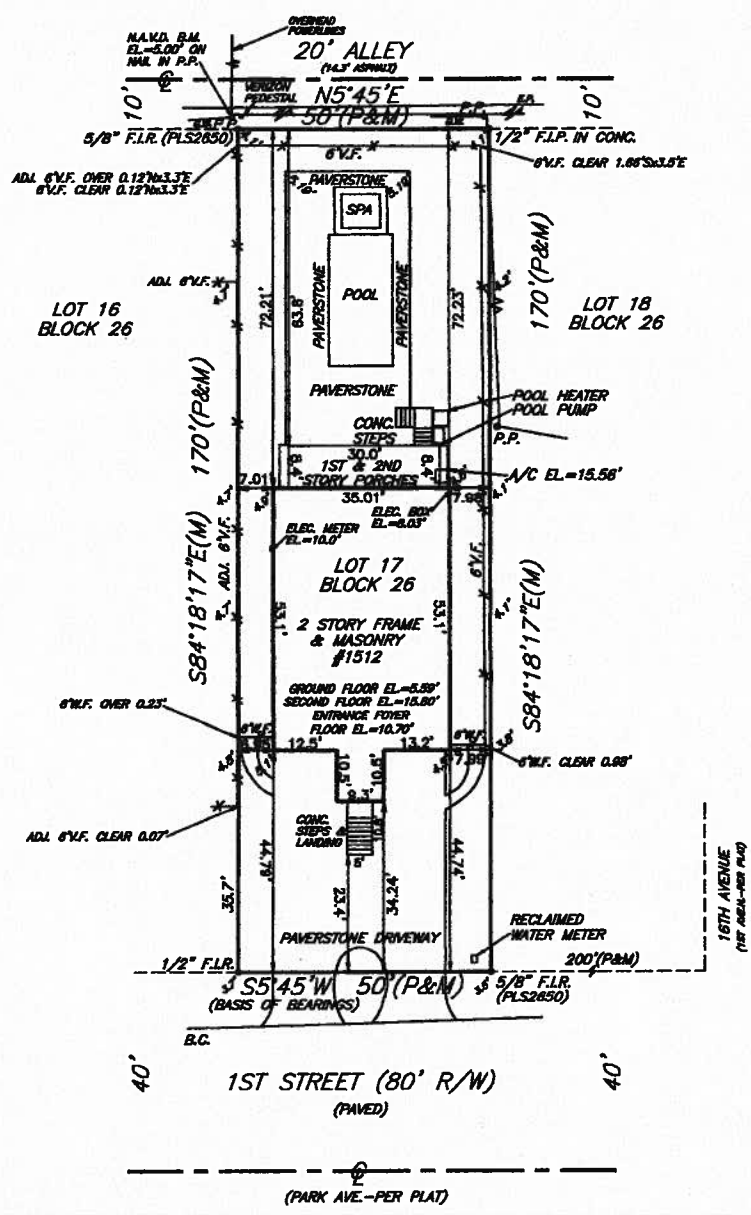 OVERHEAD
POWERLINES
N.A.V.D. B.M.
EL.=5.00' ON
NAIL IN P.P.
20' ALLEY
(14.3' ASPHALT)
10'
10'
VERIZON
PEDESTAL
N5°45'E
50'(P&M)
5/8" F.I.R. (PLS2650)
1/2" F.I.P. IN CONC.
6'V.F.
6'V.F. CLEAR 1.66'Sx3.5'E
ADJ. 6'V.F. OVER 0.12'Nx3.3'E
6'V.F. CLEAR 0.12'Nx3.3'E
PAVERSTONE
SPA
ADJ. 6'V.F.
72.21'
63.8'
PAVERSTONE
POOL
PAVERSTONE
72.23'
170'(P&M)
LOT 16
BLOCK 26
LOT 18
BLOCK 26
PAVERSTONE
POOL HEATER
POOL PUMP
CONC.
STEPS
P.P.
170'(P&M)
30.0'
8.4'
1ST & 2ND
STORY PORCHES
8.4'
A/C EL=15.56'
7.01'
35.01'
7.98'
ELEC. BOX
EL.=8.03'
ELEC. METER
EL.=10.0'
S84°18'17"E(M)
ADJ. 6'V.F.
6'V.F.
LOT 17
BLOCK 26
53.1'
53.1'
S84°18'17"E(M)
2 STORY FRAME
& MASONRY
#1512
GROUND FLOOR EL.=5.59'
SECOND FLOOR EL.=15.80'
ENTRANCE FOYER
FLOOR EL.=10.70'
6'W.F. OVER 0.23'
6'W.F.
6'W.F.
12.5'
13.2'
7.99'
6'W.F. CLEAR 0.98'
10.5'
10.5'
CONC.
STEPS &
LANDING
5'
ADJ. 6'V.F. CLEAR 0.07'
35.7'
44.79'
23.4'
34.24'
44.74'
16TH AVENUE
(1ST AVE.-PER PLAT)
PAVERSTONE DRIVEWAY
RECLAIMED
WATER METER
1/2" F.I.R.
200'(P&M)
S5°45'W 50'(P&M)
(BASIS OF BEARINGS)
5/8" F.I.R.
(PLS2650)
B.C.
40'
1ST STREET (80' R/W)
(PAVED)
40'
(PARK AVE.-PER PLAT)